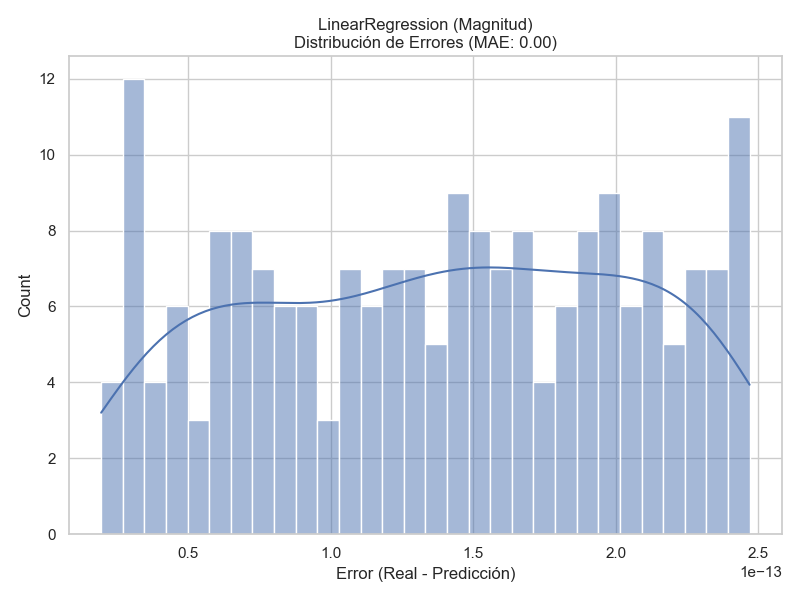 LinearRegression (Magnitud)
Distribución de Errores (MAE: 0.00)
12
10
8
6
4
2
0
Count
0.5
1.0
1.5
2.0
2.5
1e−13
Error (Real - Predicción)